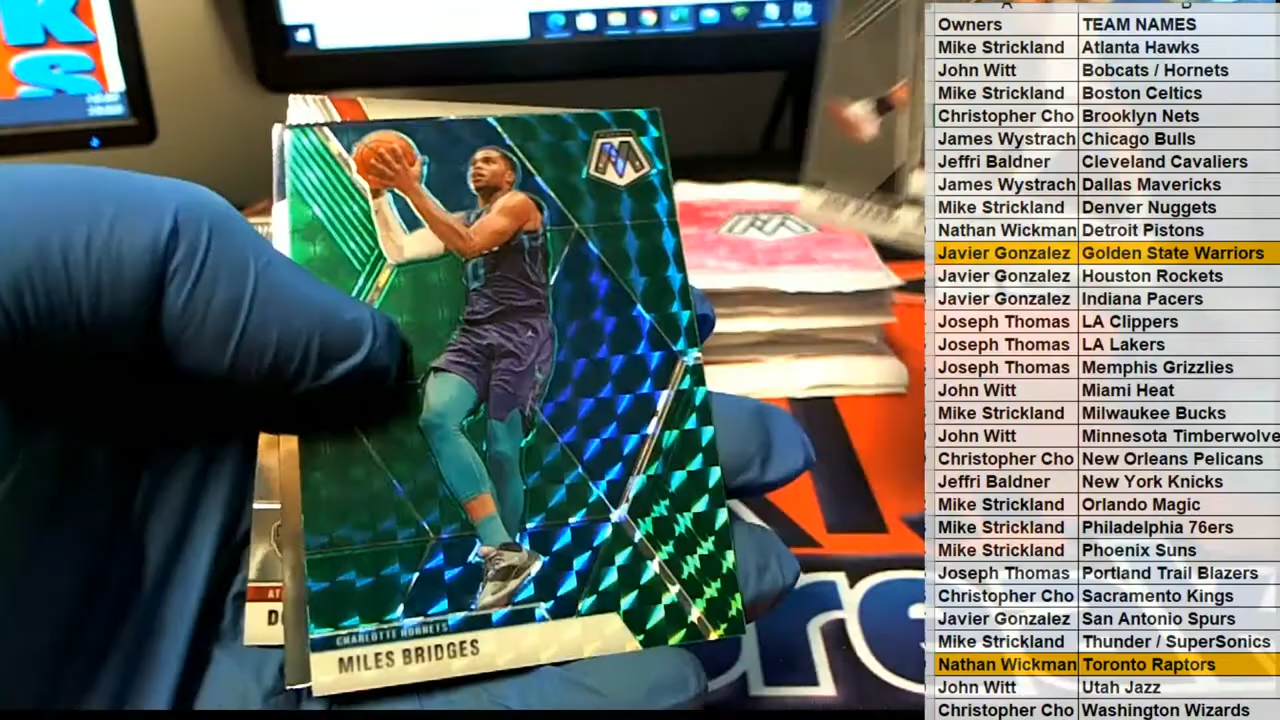 K
S
CHARLOTTE HORNETS
MILES BRIDGES
AT
D
A B
Owners TEAM NAMES
Mike Strickland Atlanta Hawks
John Witt Bobcats / Hornets
Mike Strickland Boston Celtics
Christopher Cho Brooklyn Nets
James Wystrach Chicago Bulls
Jeffri Baldner Cleveland Cavaliers
James Wystrach Dallas Mavericks
Mike Strickland Denver Nuggets
Nathan Wickman Detroit Pistons
Javier Gonzalez Golden State Warriors
Javier Gonzalez Houston Rockets
Javier Gonzalez Indiana Pacers
Joseph Thomas LA Clippers
Joseph Thomas LA Lakers
Joseph Thomas Memphis Grizzlies
John Witt Miami Heat
Mike Strickland Milwaukee Bucks
John Witt Minnesota Timberwolve
Christopher Cho New Orleans Pelicans
Jeffri Baldner New York Knicks
Mike Strickland Orlando Magic
Mike Strickland Philadelphia 76ers
Mike Strickland Phoenix Suns
Joseph Thomas Portland Trail Blazers
Christopher Cho Sacramento Kings
Javier Gonzalez San Antonio Spurs
Mike Strickland Thunder / SuperSonics
Nathan Wickman Toronto Raptors
John Witt Utah Jazz
Christopher Cho Washington Wizards